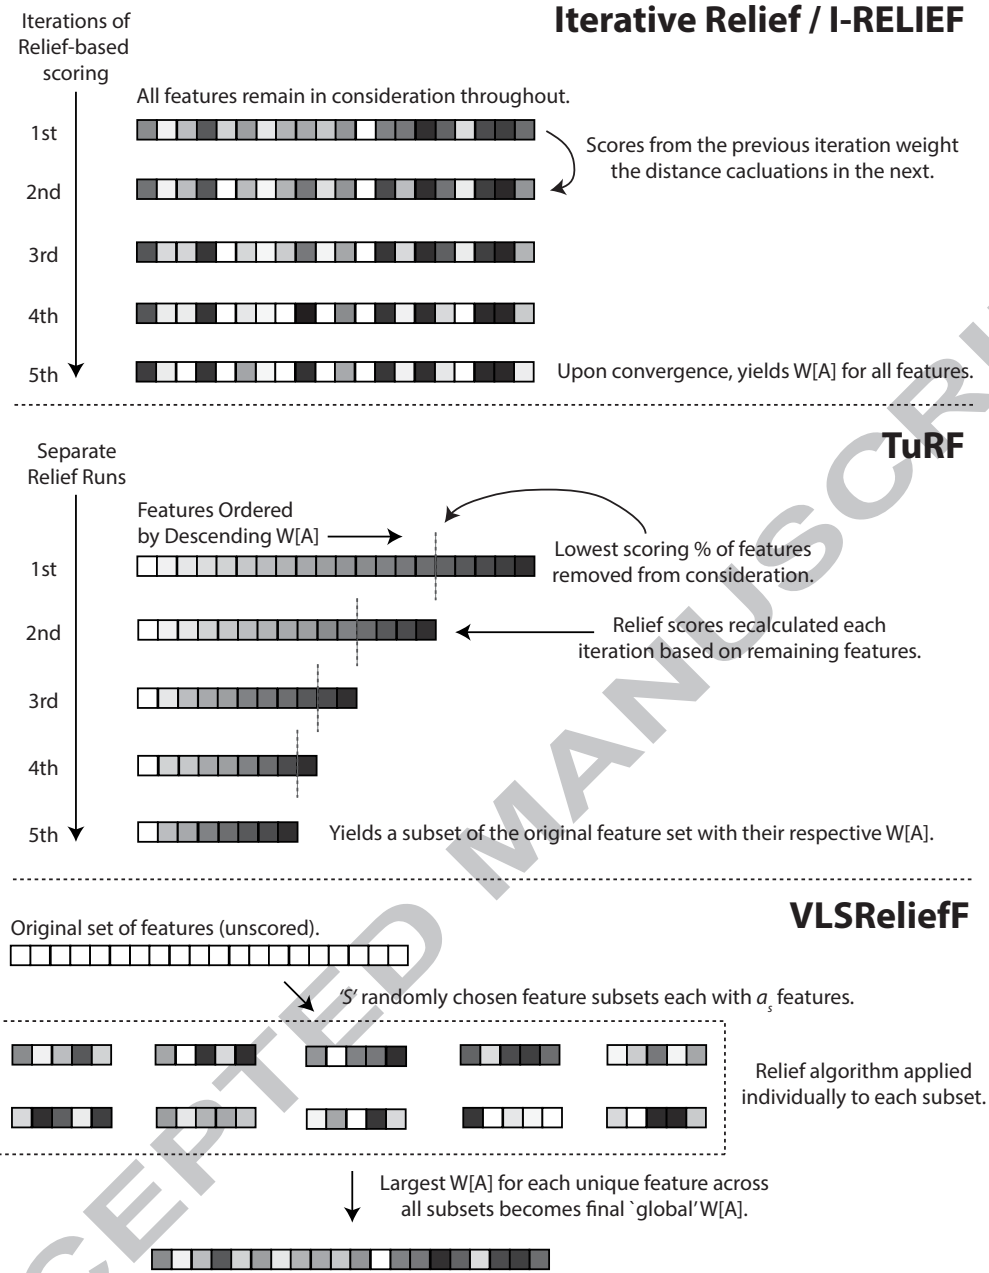 Iterative Relief / I-RELIEF
Iterations of
Relief-based
scoring
All features remain in consideration throughout.
1st
Scores from the previous iteration weight
the distance cacluations in the next.
2nd
3rd
4th
5th
Upon convergence, yields W[A] for all features.
TuRF
Separate
Relief Runs
Features Ordered
by Descending W[A]
Lowest scoring % of features
removed from consideration.
1st
2nd
Relief scores recalculated each
iteration based on remaining features.
3rd
4th
5th
Yields a subset of the original feature set with their respective W[A].
VLSReliefF
Original set of features (unscored).
'S' randomly chosen feature subsets each with a_s features.
Relief algorithm applied
individually to each subset.
Largest W[A] for each unique feature across
all subsets becomes final `global' W[A].
CEPTED MANUSCRI